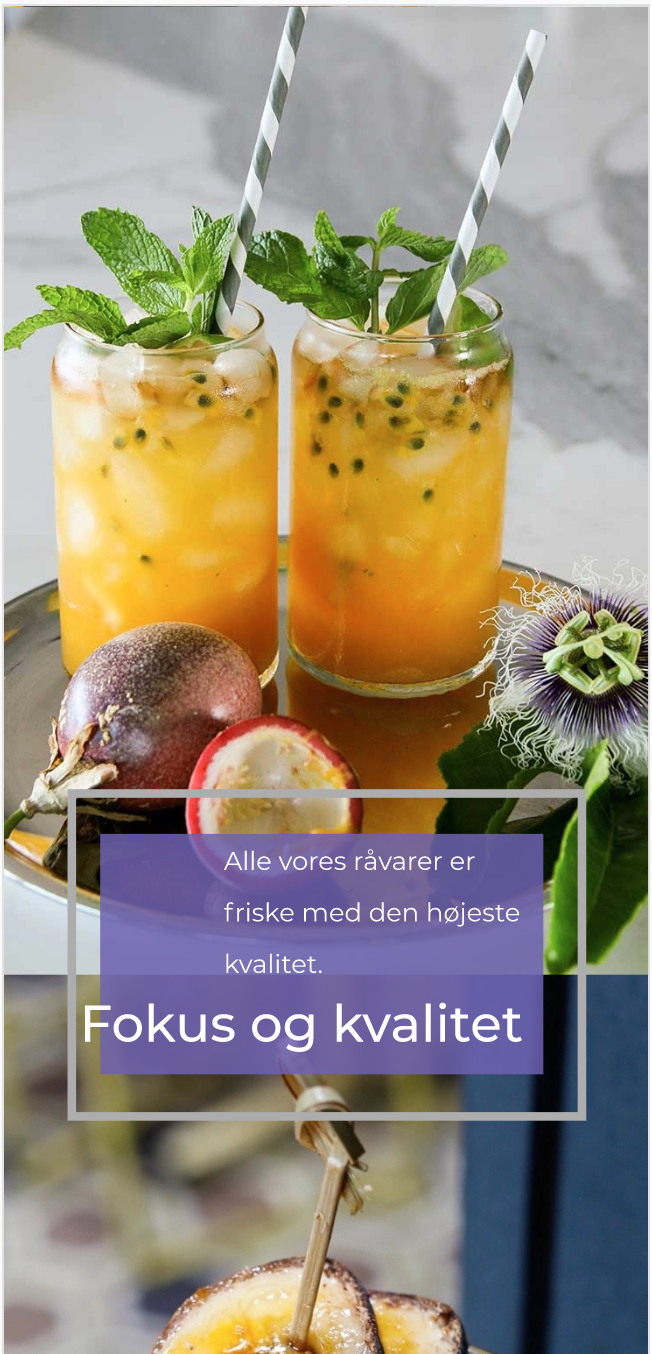 Alle vores råvarer er
friske med den højeste
kvalitet.
Fokus og kvalitet